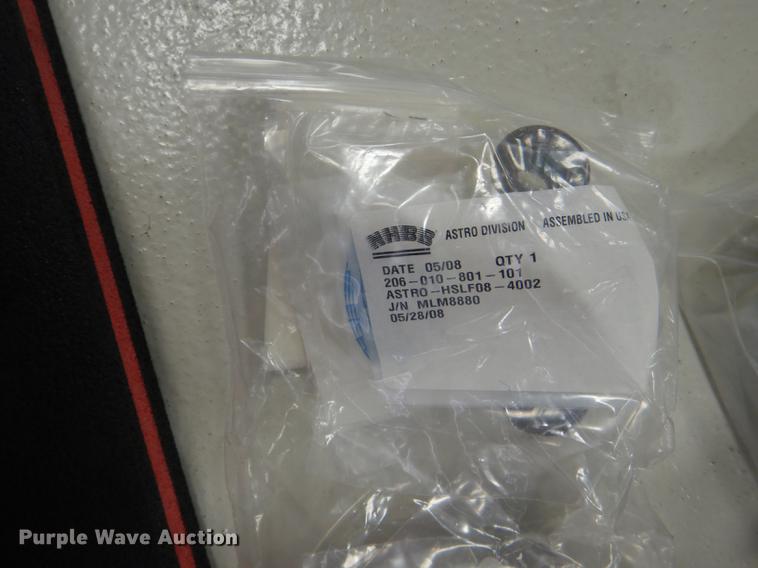 NHBB ASTRO DIVISION ASSEMBLED IN US
DATE 05/08 QTY 1
206-010-801-101
ASTRO-HSLF08-4002
J/N MLM8880
05/28/08
Purple Wave Auction®